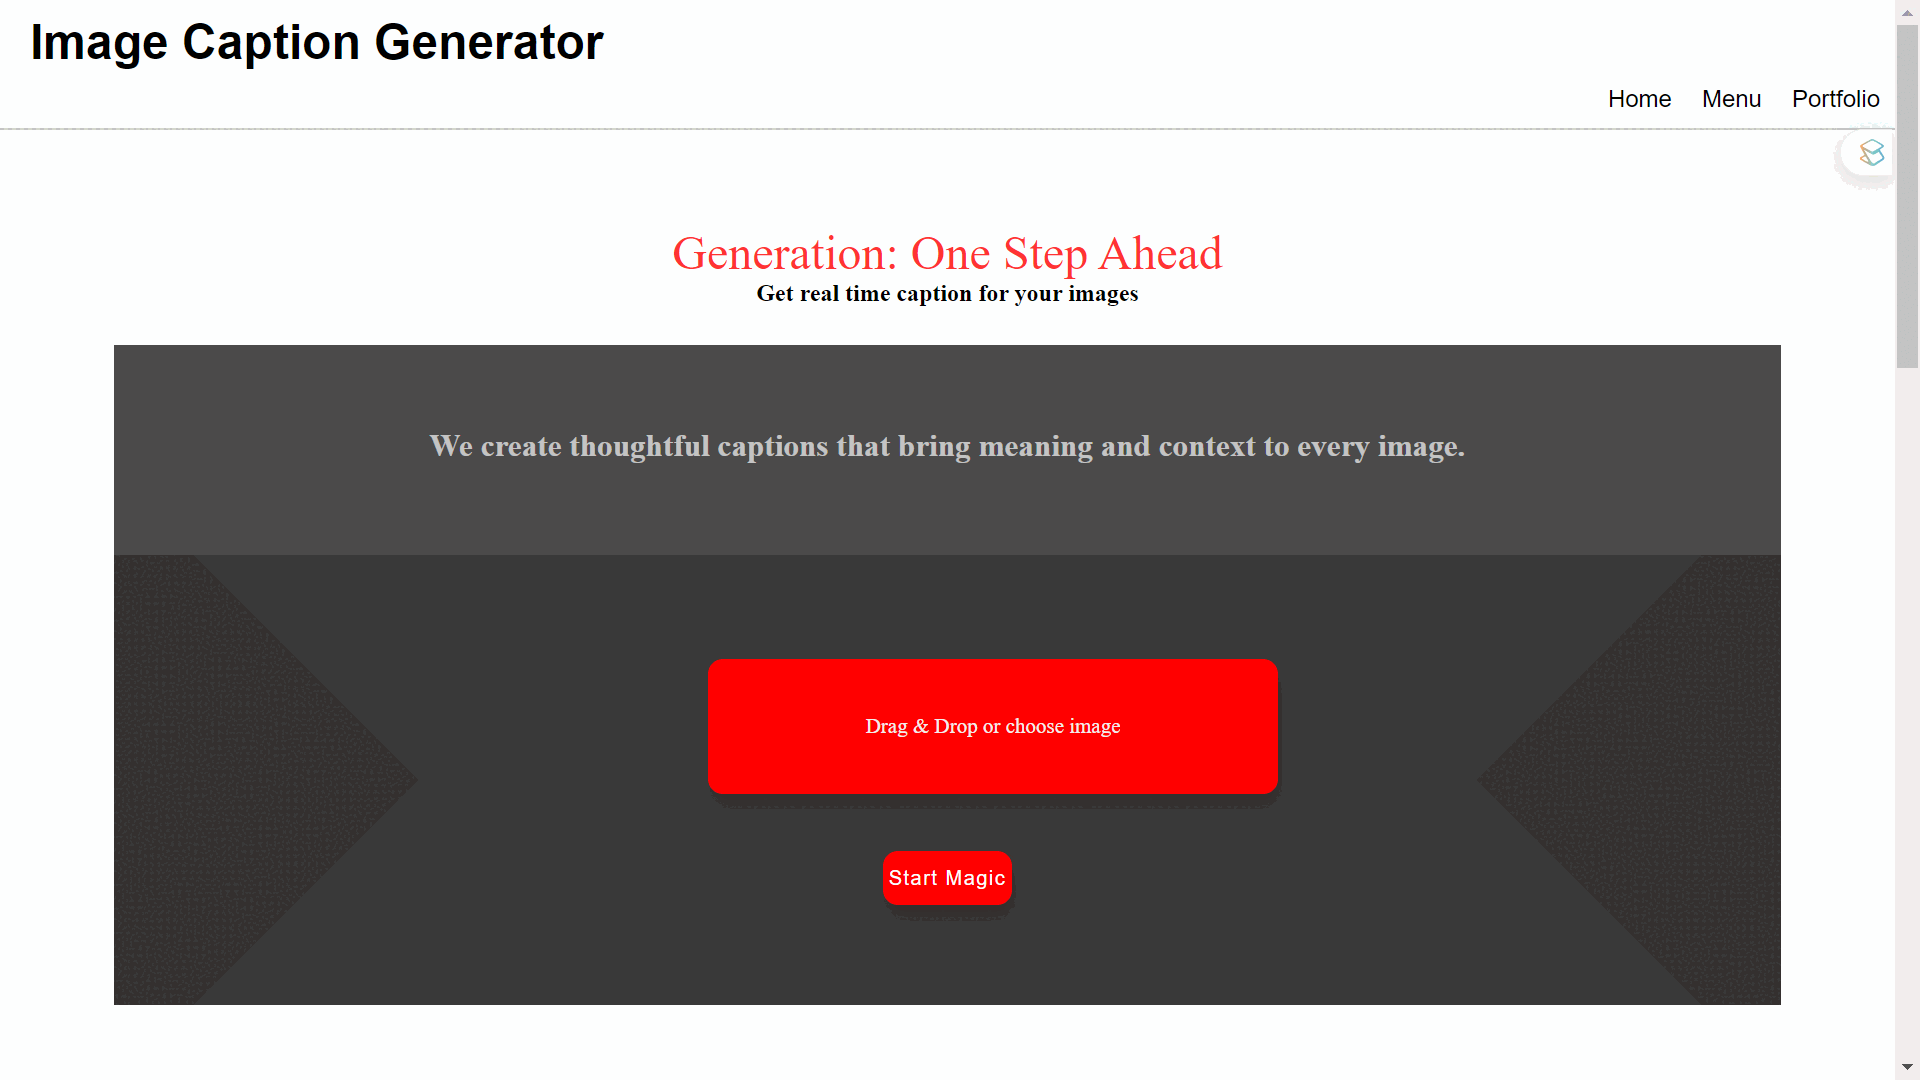 Image Caption Generator
Home Menu Portfolio
Generation: One Step Ahead
Get real time caption for your images
We create thoughtful captions that bring meaning and context to every image.
Drag & Drop or choose image
Start Magic